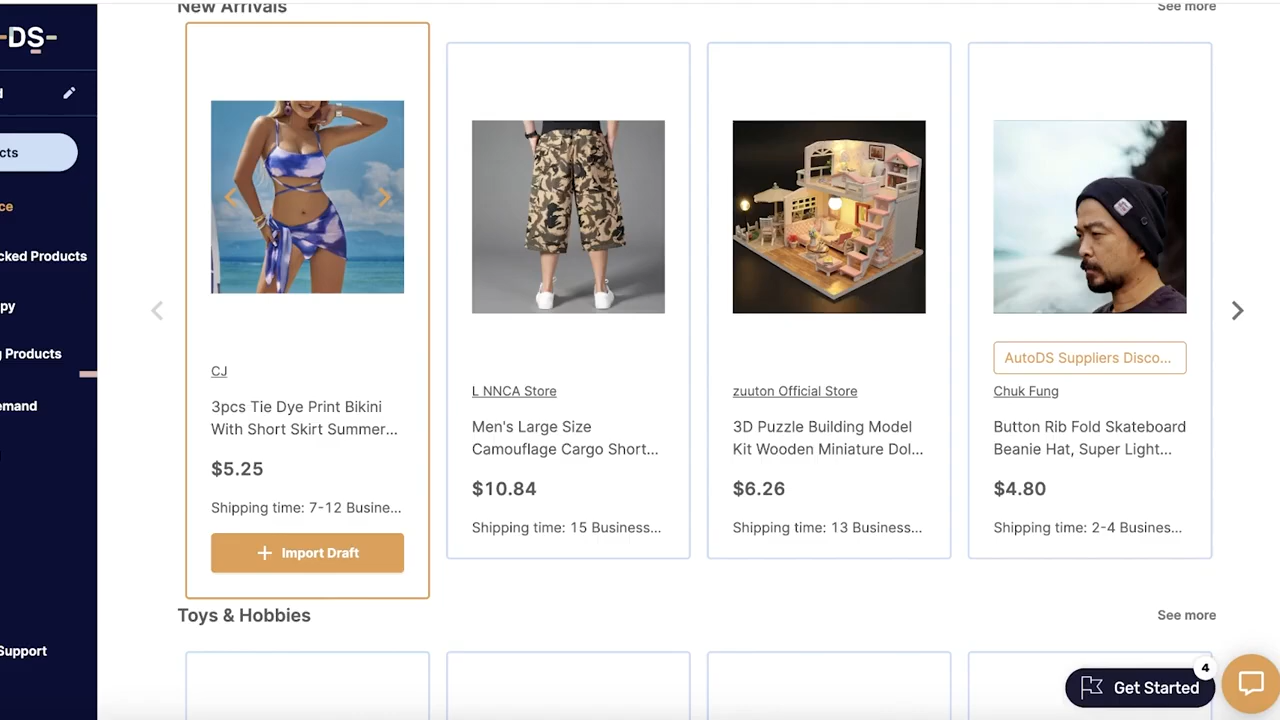 New Arrivals
See more
DS
d
cts
ce
cked Products
py
g Products
emand
Support
CJ
3pcs Tie Dye Print Bikini
With Short Skirt Summer...
$5.25
Shipping time: 7-12 Busine...
+ Import Draft
L NNCA Store
Men's Large Size
Camouflage Cargo Short...
$10.84
Shipping time: 15 Business...
zuuton Official Store
3D Puzzle Building Model
Kit Wooden Miniature Dol...
$6.26
Shipping time: 13 Business...
AutoDS Suppliers Disco...
Chuk Fung
Button Rib Fold Skateboard
Beanie Hat, Super Light...
$4.80
Shipping time: 2-4 Busines...
Toys & Hobbies
See more
4
Get Started